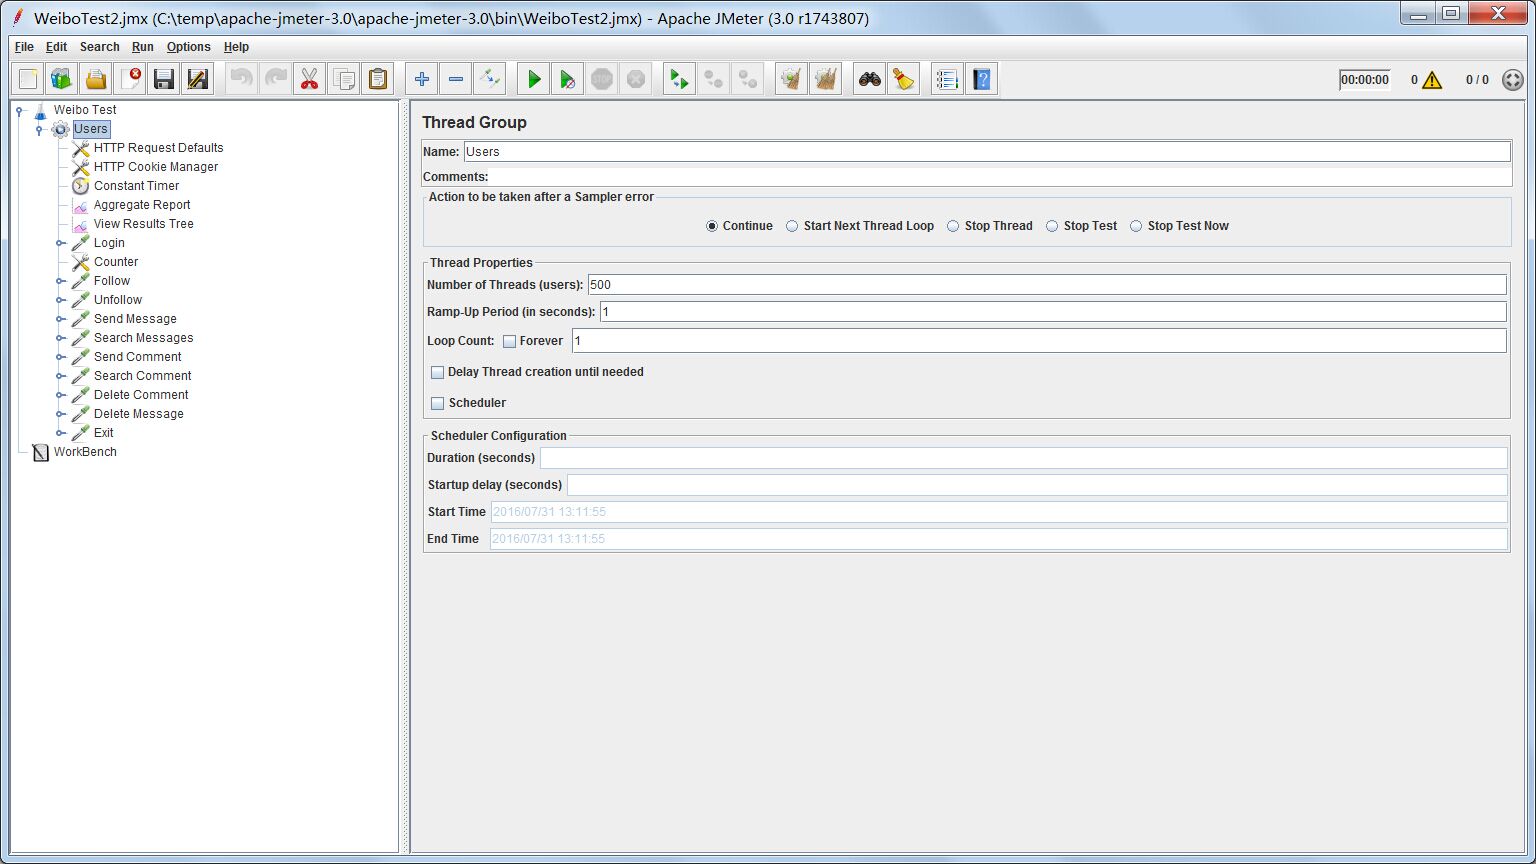 WeiboTest2.jmx (C:\temp\apache-jmeter-3.0\apache-jmeter-3.0\bin\WeiboTest2.jmx) - Apache JMeter (3.0 r1743807)
File Edit Search Run Options Help
STOP 00:00:00 0 0 / 0
Weibo Test
Users
HTTP Request Defaults
HTTP Cookie Manager
Constant Timer
Aggregate Report
View Results Tree
Login
Counter
Follow
Unfollow
Send Message
Search Messages
Send Comment
Search Comment
Delete Comment
Delete Message
Exit
WorkBench
Thread Group
Name: Users
Comments:
Action to be taken after a Sampler error
Continue Start Next Thread Loop Stop Thread Stop Test Stop Test Now
Thread Properties
Number of Threads (users): 500
Ramp-Up Period (in seconds): 1
Loop Count: Forever 1
Delay Thread creation until needed
Scheduler
Scheduler Configuration
Duration (seconds)
Startup delay (seconds)
Start Time 2016/07/31 13:11:55
End Time 2016/07/31 13:11:55